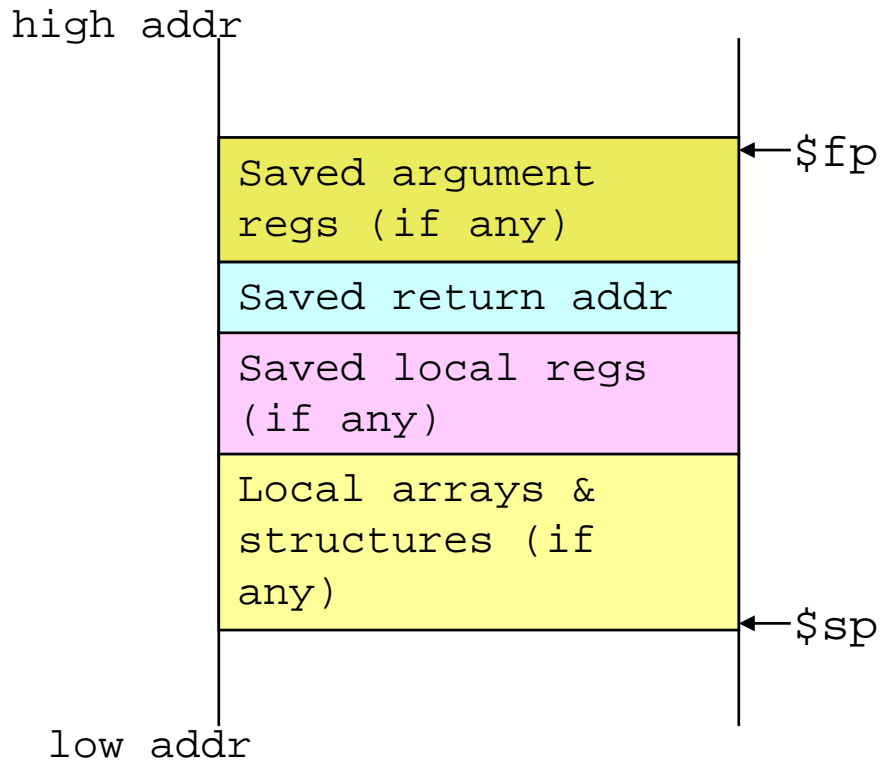 high addr
$fp
Saved argument
regs (if any)
Saved return addr
Saved local regs
(if any)
Local arrays &
structures (if
any)
$sp
low addr